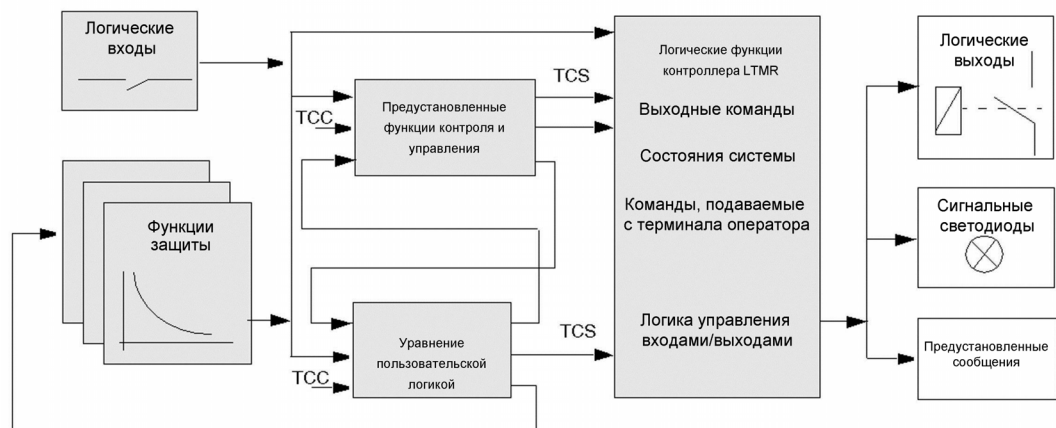 Логические
входы
Функции
защиты
TCC
Предустановленные
функции контроля и
управления
TCC
Уравнение
пользовательской
логикой
TCS
TCS
Логические функции
контроллера LTMR
Выходные команды
Состояния системы
Команды, подаваемые
с терминала оператора
Логика управления
входами/выходами
Логические
выходы
Сигнальные
светодиоды
Предустановленные
сообщения